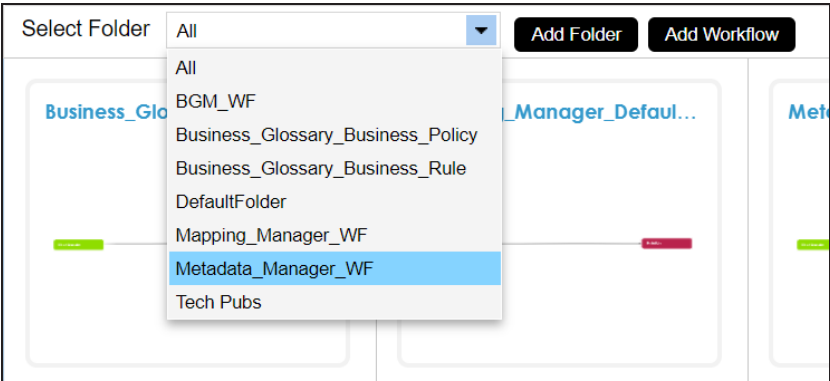 Select Folder All Add Folder Add Workflow
All
BGM_WF
Business_Glo _Manager_Defaul... Met
Business_Glossary_Business_Policy
Business_Glossary_Business_Rule
DefaultFolder
Mapping_Manager_WF
Metadata_Manager_WF
Tech Pubs